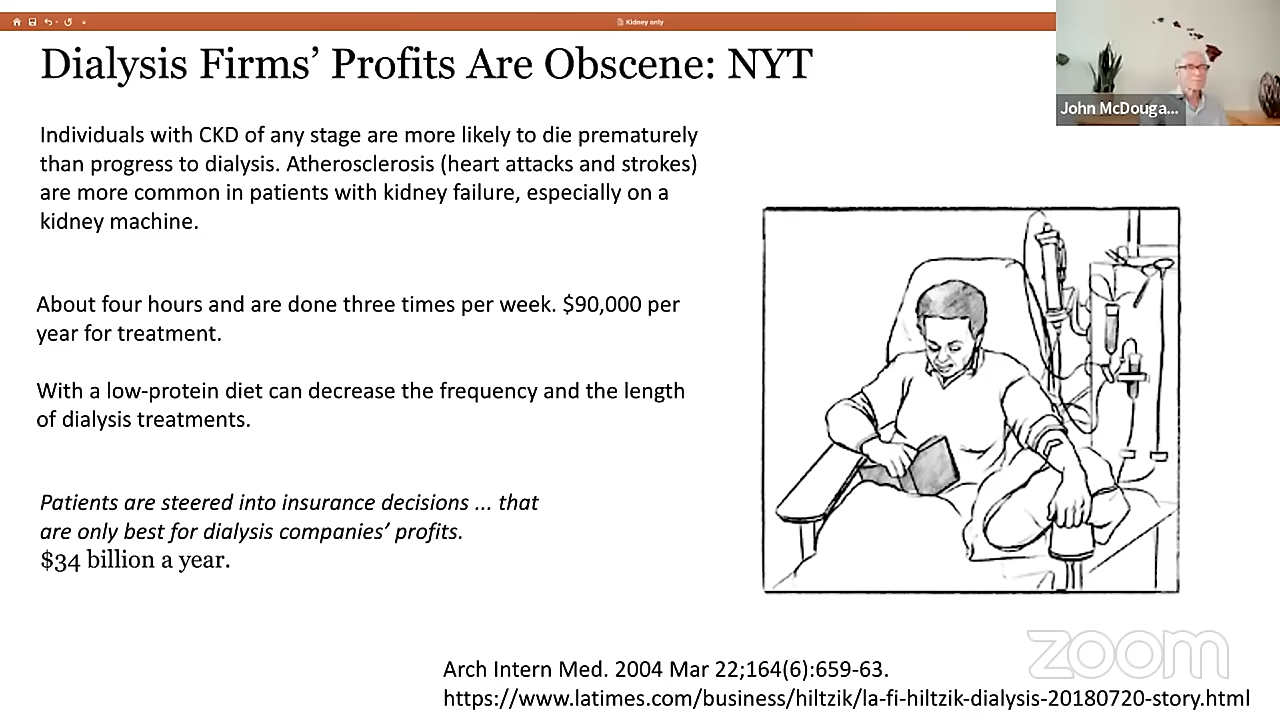 Kidney only
Dialysis Firms’ Profits Are Obscene: NYT
John McDouga...
Individuals with CKD of any stage are more likely to die prematurely
than progress to dialysis. Atherosclerosis (heart attacks and strokes)
are more common in patients with kidney failure, especially on a
kidney machine.
About four hours and are done three times per week. $90,000 per
year for treatment.
With a low-protein diet can decrease the frequency and the length
of dialysis treatments.
Patients are steered into insurance decisions ... that
are only best for dialysis companies’ profits.
$34 billion a year.
zoom
Arch Intern Med. 2004 Mar 22;164(6):659-63.
https://www.latimes.com/business/hiltzik/la-fi-hiltzik-dialysis-20180720-story.html